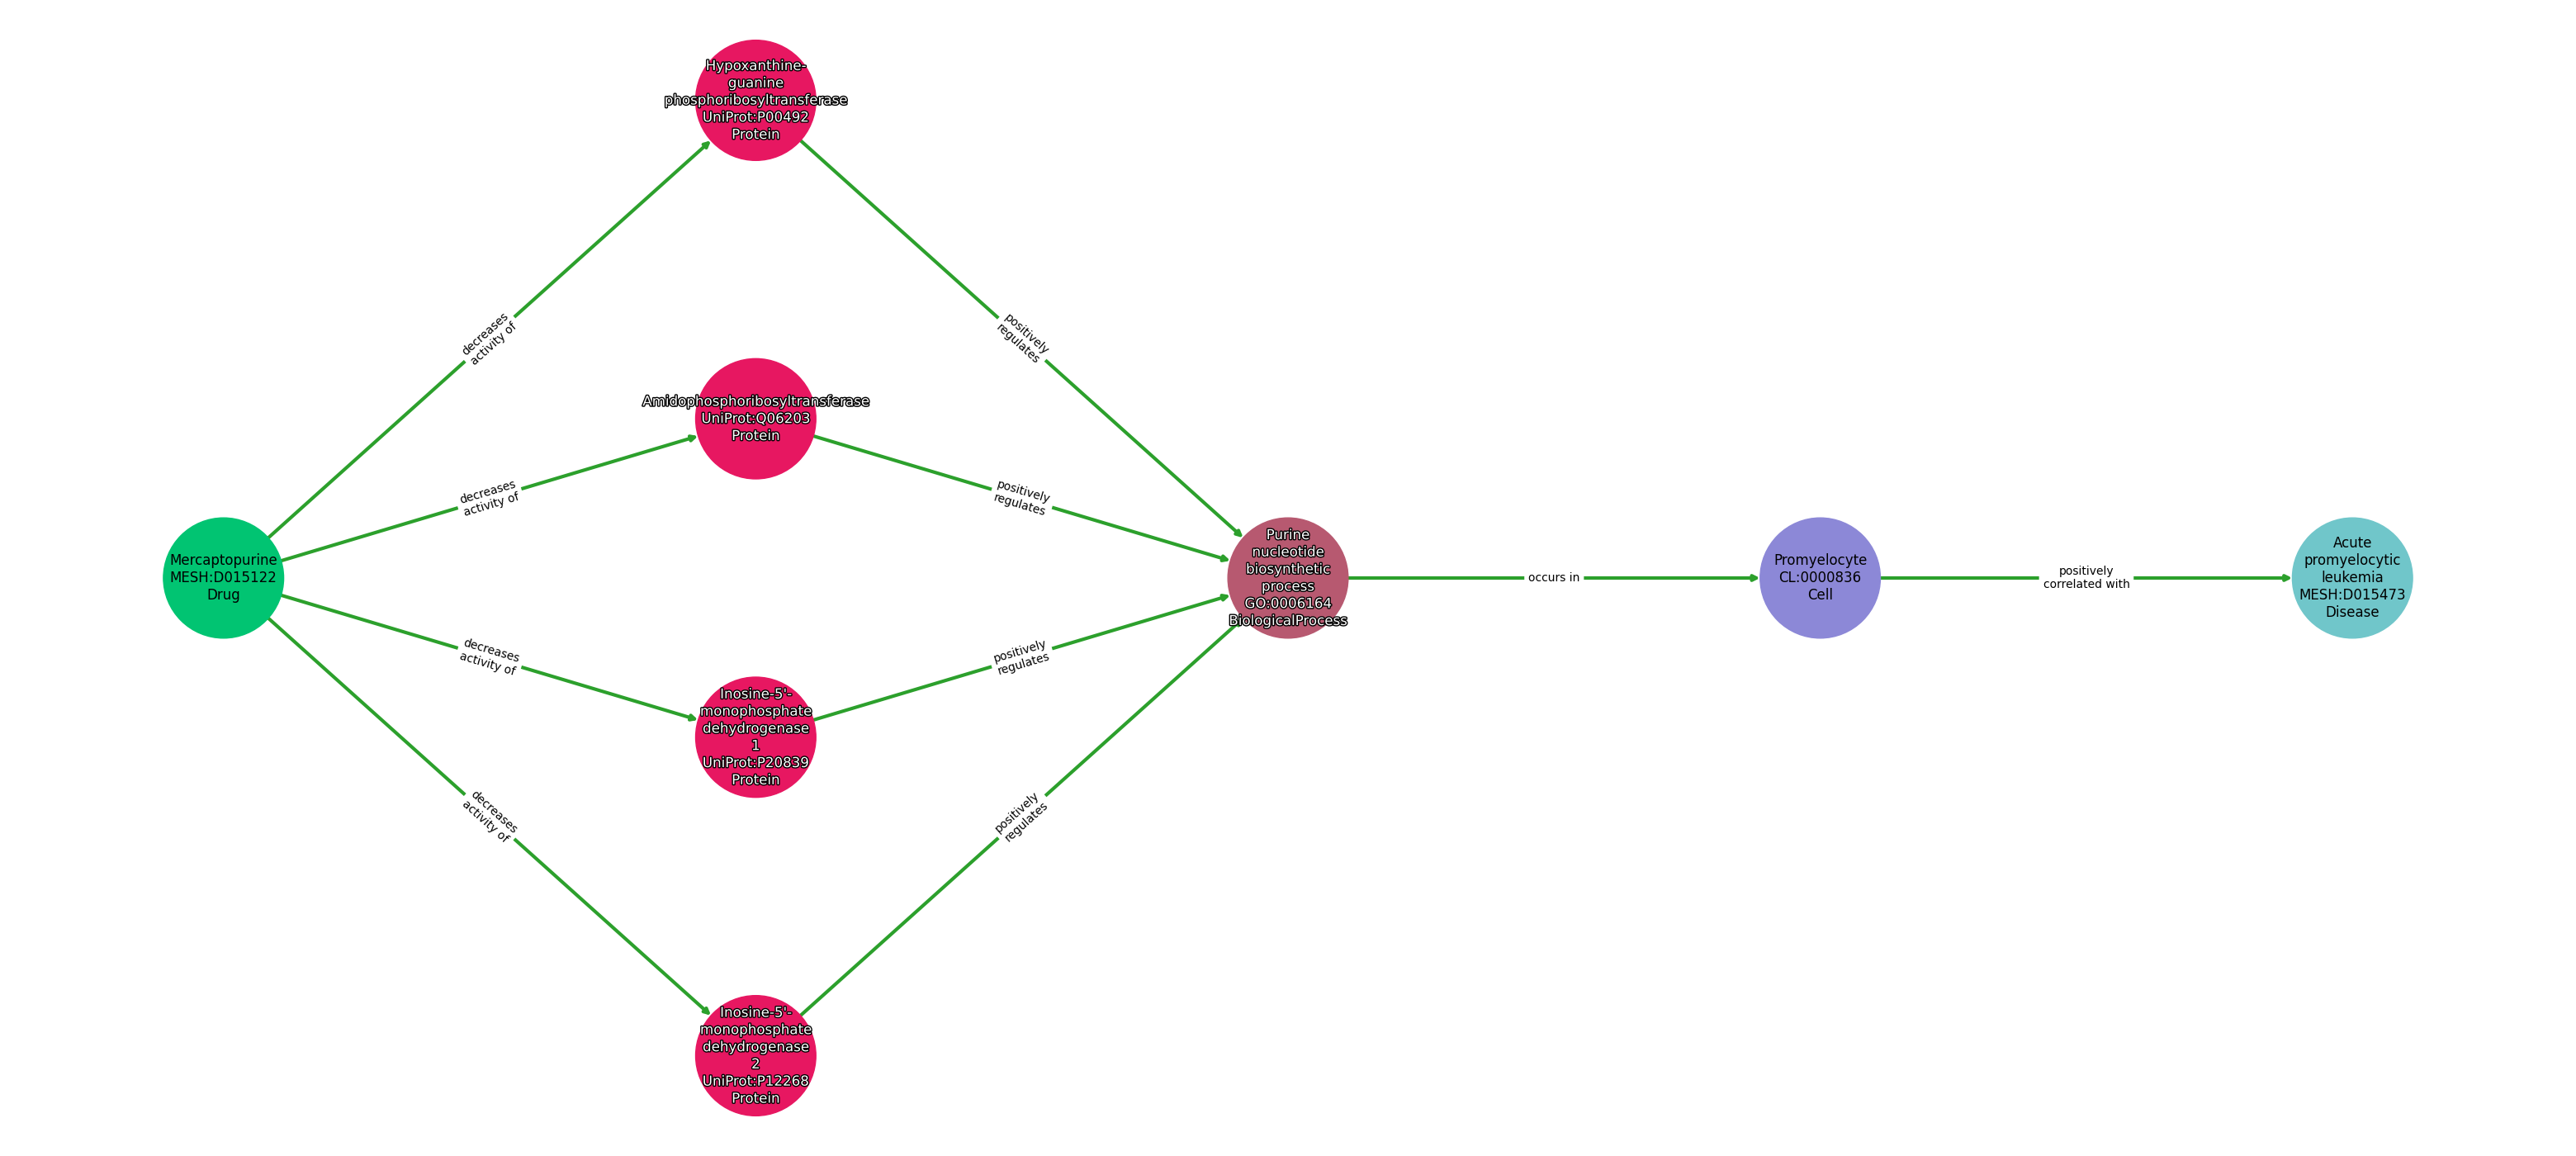 Hypoxanthine-
guanine
phosphoribosyltransferase
UniProt:P00492
Protein
decreases
activity of
positively
regulates
Amidophosphoribosyltransferase
UniProt:Q06203
Protein
decreases
activity of
positively
regulates
Mercaptopurine
MESH:D015122
Drug
Purine
nucleotide
biosynthetic
process
GO:0006164
BiologicalProcess
occurs in
Promyelocyte
CL:0000836
Cell
positively
correlated with
Acute
promyelocytic
leukemia
MESH:D015473
Disease
decreases
activity of
positively
regulates
Inosine-5'-
monophosphate
dehydrogenase
1
UniProt:P20839
Protein
decreases
activity of
positively
regulates
Inosine-5'-
monophosphate
dehydrogenase
2
UniProt:P12268
Protein